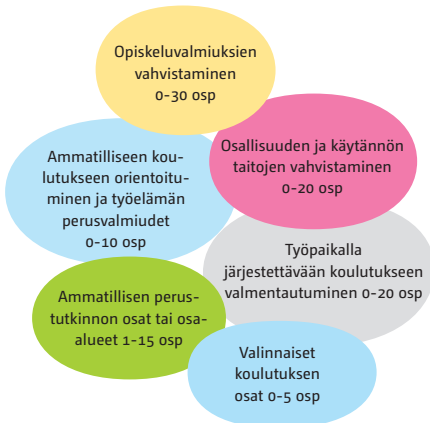 Opiskeluvalmiuksien
vahvistaminen
0-30 osp
Osallisuuden ja käytännön
taitojen vahvistaminen
0-20 osp
Ammatilliseen kou-
lutukseen orientoitu-
minen ja työelämän
perusvalmiudet
0-10 osp
Työpaikalla
järjestettävään koulutukseen
valmentautuminen 0-20 osp
Ammatillisen perus-
tutkinnon osat tai osa-
alueet 1-15 osp
Valinnaiset
koulutuksen
osat 0-5 osp